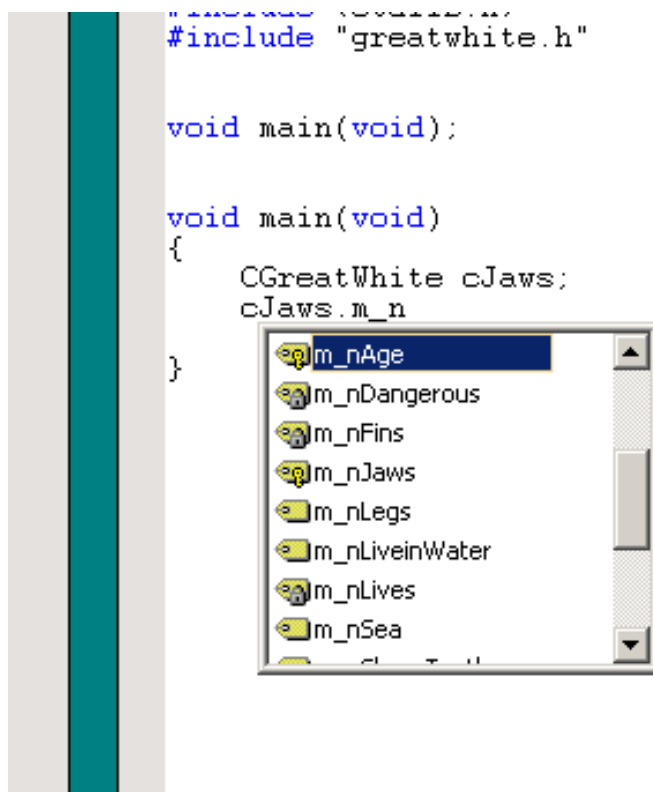 #include "greatwhite.h"
void main(void);
void main(void)
{
CGreatWhite cJaws;
cJaws.m_n
m_nAge
m_nDangerous
m_nFins
m_nJaws
m_nLegs
m_nLiveinWater
m_nLives
m_nSea
}